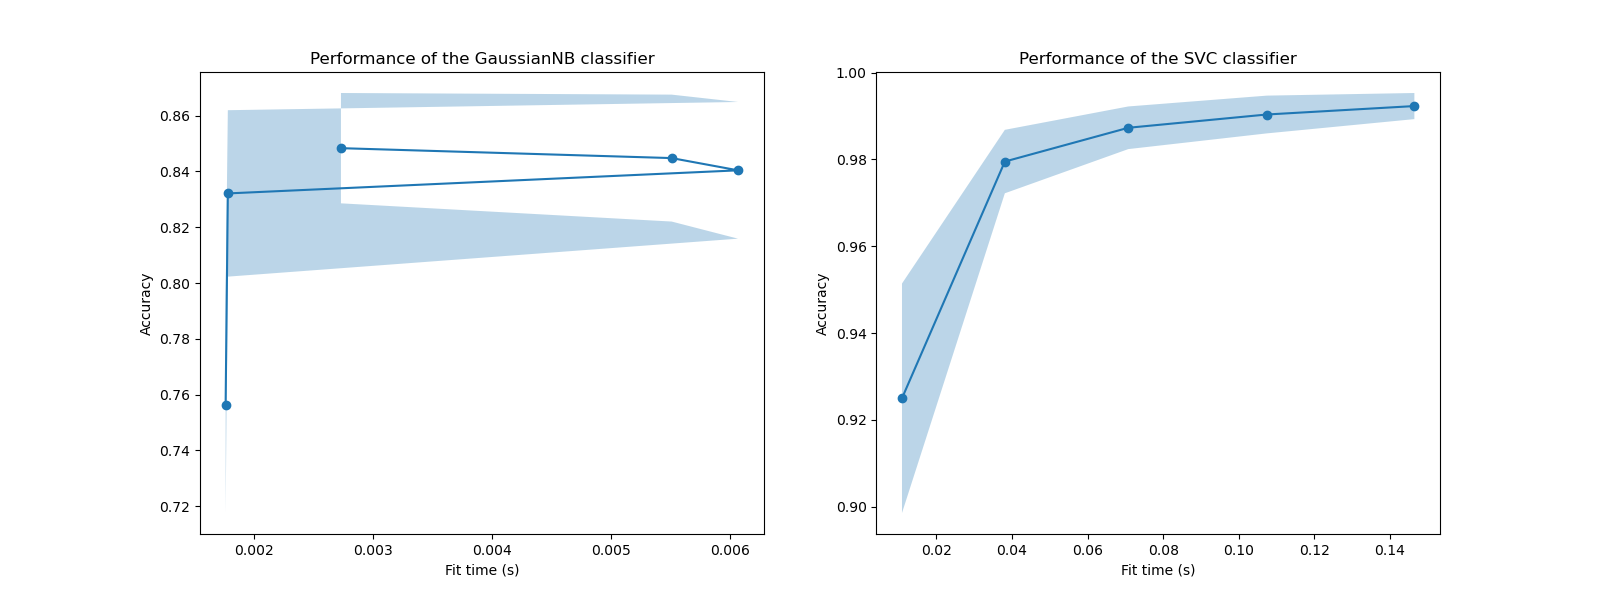 Performance of the GaussianNB classifier
0.86
0.84
0.82
0.80
0.78
0.76
0.74
0.72
Accuracy
0.002 0.003 0.004 0.005 0.006
Fit time (s)
Performance of the SVC classifier
1.00
0.98
0.96
0.94
0.92
0.90
Accuracy
0.02 0.04 0.06 0.08 0.10 0.12 0.14
Fit time (s)